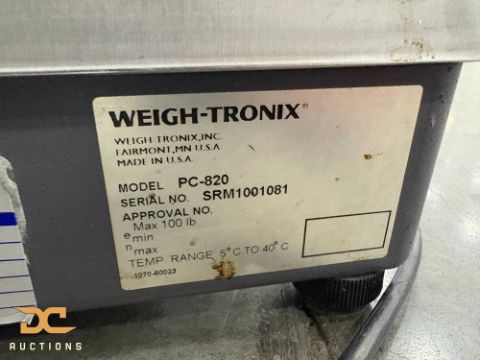 WEIGH-TRONIX®
WEIGH-TRONIX, INC.
FAIRMONT, MN U.S.A.
MADE IN U.S.A.
MODEL PC-820
SERIAL NO. SRM1001081
APPROVAL NO.
Max 100 lb
e min
n max
TEMP RANGE 5°C TO 40°C
1070-60023
DC
AUCTIONS